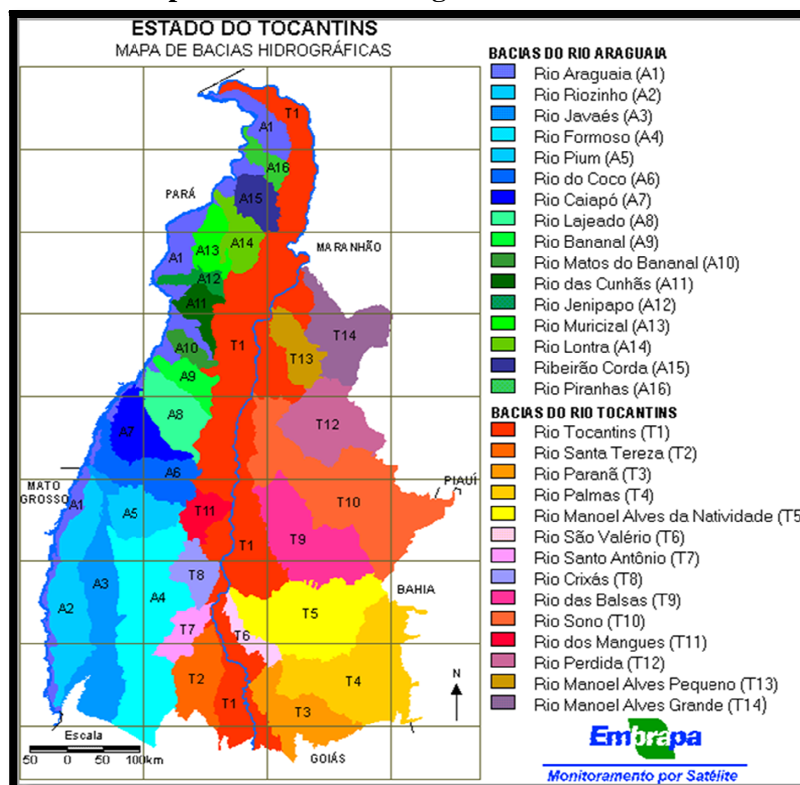 ESTADO DO TOCANTINS
MAPA DE BACIAS HIDROGRÁFICAS
BACIAS DO RIO ARAGUAIA
Rio Araguaia (A1)
Rio Riozinho (A2)
Rio Javaés (A3)
Rio Formoso (A4)
Rio Pium (A5)
Rio do Coco (A6)
Rio Caiapó (A7)
Rio Lajeado (A8)
Rio Bananal (A9)
Rio Matos do Bananal (A10)
Rio das Cunhãs (A11)
Rio Jenipapo (A12)
Rio Muricizal (A13)
Rio Lontra (A14)
Ribeirão Corda (A15)
Rio Piranhas (A16)
BACIAS DO RIO TOCANTINS
Rio Tocantins (T1)
Rio Santa Tereza (T2)
Rio Paranã (T3)
Rio Palmas (T4)
Rio Manoel Alves da Natividade (T5
Rio São Valério (T6)
Rio Santo Antônio (T7)
Rio Crixás (T8)
Rio das Balsas (T9)
Rio Sono (T10)
Rio dos Mangues (T11)
Rio Perdida (T12)
Rio Manoel Alves Pequeno (T13)
Rio Manoel Alves Grande (T14)
T1
A1
A16
PARÁ
A15
A14
A13
MARANHÃO
A1
A12
A11
T14
T1
A10
T13
A9
A8
T12
A7
A6
PIAUÍ
MATO
GROSSO
A1
T10
A5
T11
T9
T1
T8
A3
BAHIA
A4
A2
T5
T7
T6
T2
T4
N
T1
T3
Escala
50 0 50 100km
GOIÁS
Embrapa
Monitoramento por Satélite